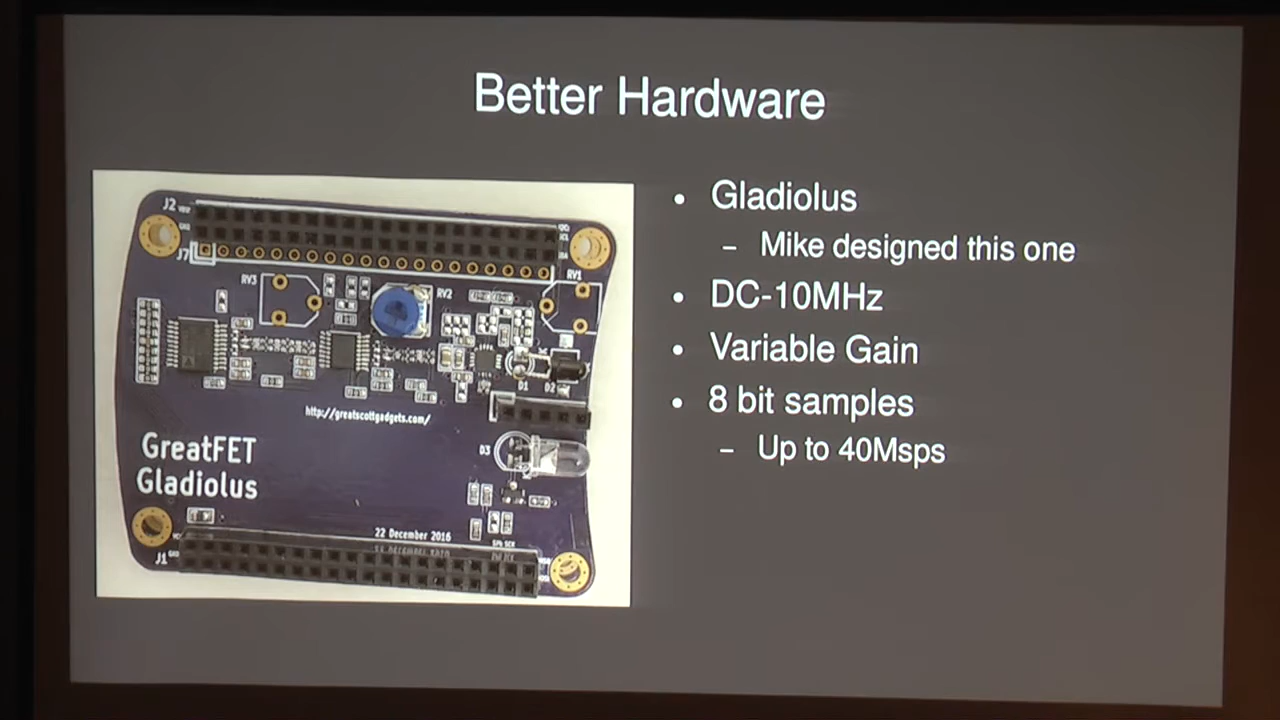 Better Hardware
J2
J7
RV3
RV2
RV1
D1 D2
http://greatscottgadgets.com/
GreatFET
Gladiolus
D3
22 December 2016
J1
• Gladiolus
– Mike designed this one
• DC-10MHz
• Variable Gain
• 8 bit samples
– Up to 40Msps